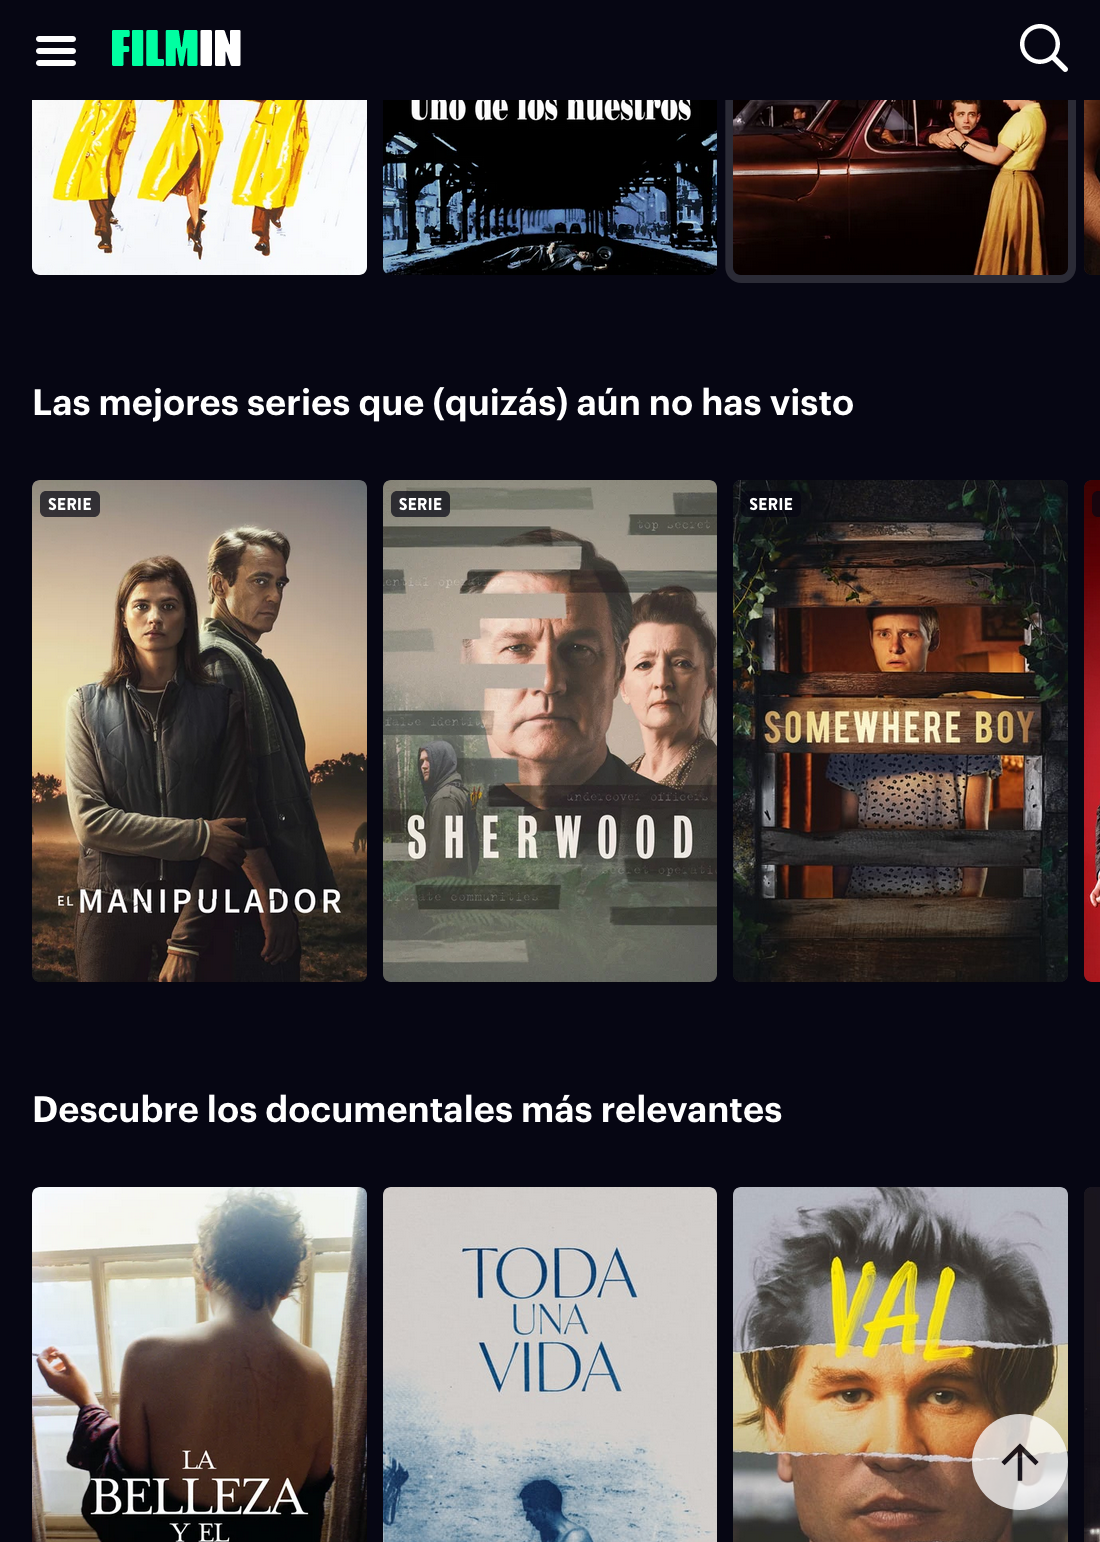 FILMIN
Uno de los nuestros
Las mejores series que (quizás) aún no has visto
SERIE
EL MANIPULADOR
SERIE
top secret
false identity
undercover officers
SHERWOOD
SERIE
SOMEWHERE BOY
Descubre los documentales más relevantes
LA
BELLEZA
Y EL
TODA
UNA
VIDA
VAL